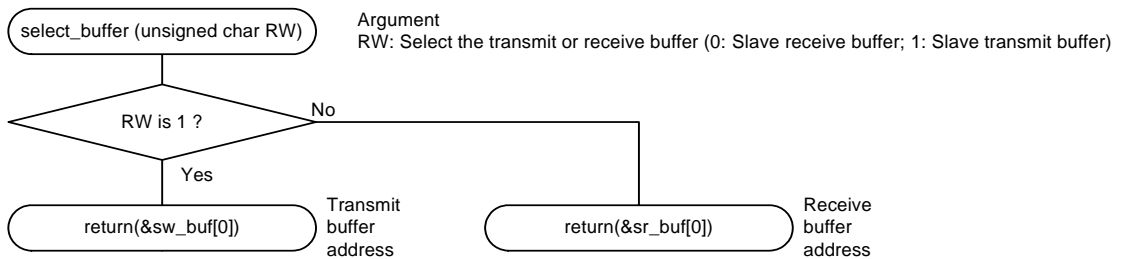 select_buffer (unsigned char RW)
Argument
RW: Select the transmit or receive buffer (0: Slave receive buffer; 1: Slave transmit buffer)
RW is 1 ?
No
Yes
return(&sw_buf[0])
Transmit
buffer
address
return(&sr_buf[0])
Receive
buffer
address